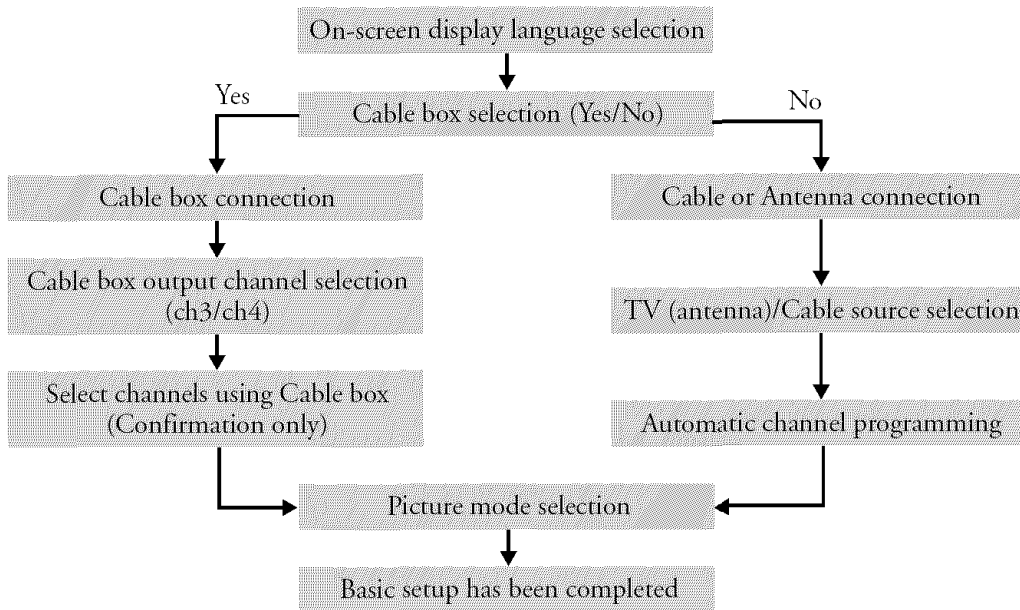 On-screen display language selection
Yes
Cable box selection (Yes/No)
No
Cable box connection
Cable or Antenna connection
Cable box output channel selection
(ch3/ch4)
TV (antenna)/Cable source selection
Select channels using Cable box
(Confirmation only)
Automatic channel programming
Picture mode selection
Basic setup has been completed